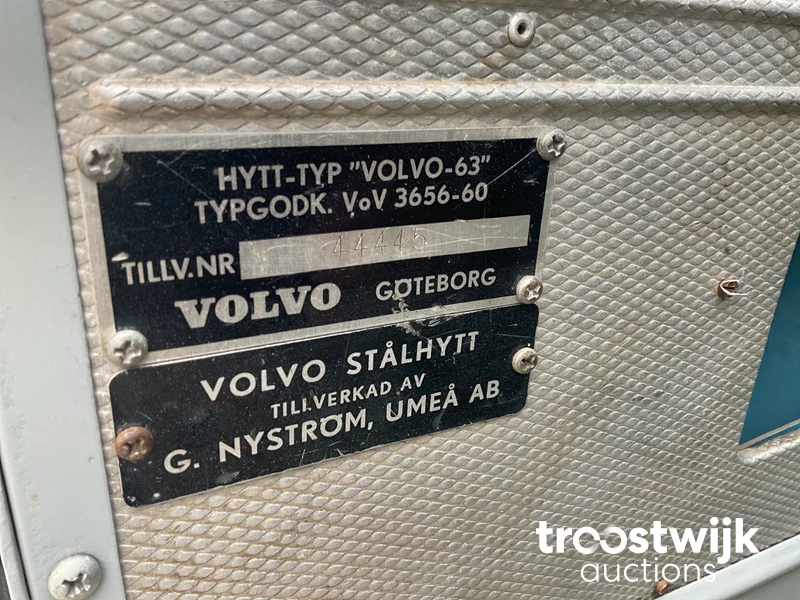 HYTT-TYP "VOLVO-63"
TYPGODK. VoV 3656-60
TILLV.NR 44445
VOLVO GÖTEBORG
VOLVO STÅLHYTT
TILLVERKAD AV
G. NYSTRÖM, UMEÅ AB
troostwijk
auctions